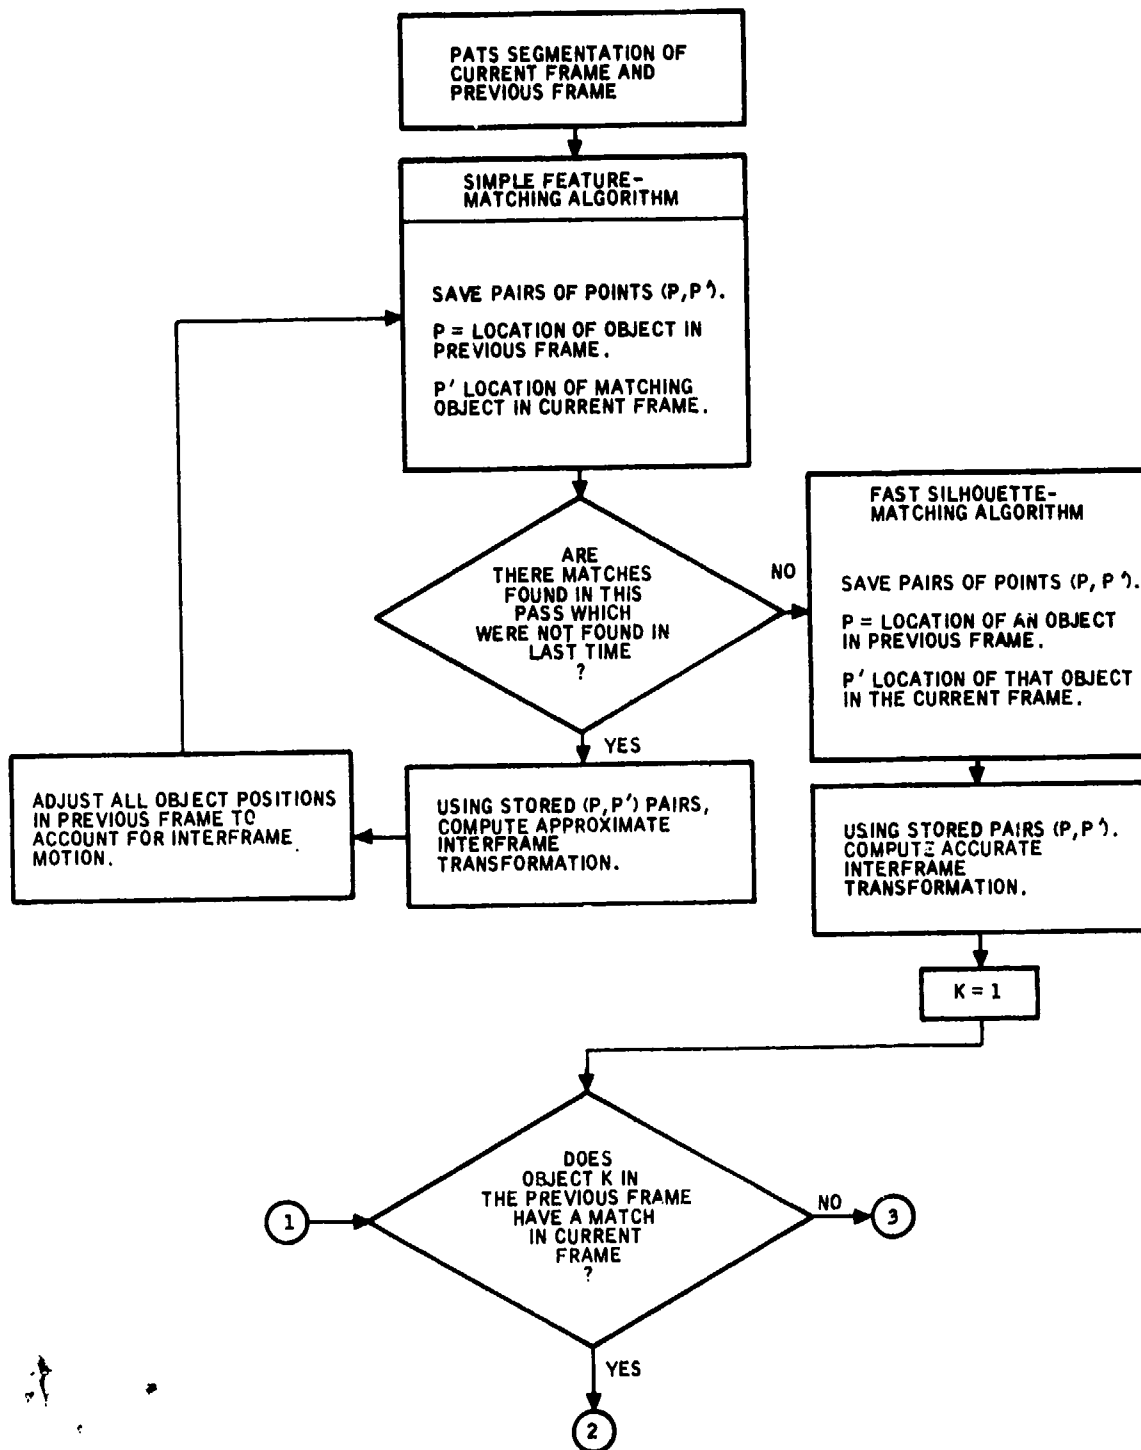 PATS SEGMENTATION OF
CURRENT FRAME AND
PREVIOUS FRAME
SIMPLE FEATURE-
MATCHING ALGORITHM
SAVE PAIRS OF POINTS (P,P').
P = LOCATION OF OBJECT IN
PREVIOUS FRAME.
P' LOCATION OF MATCHING
OBJECT IN CURRENT FRAME.
ARE
THERE MATCHES
FOUND IN THIS
PASS WHICH
WERE NOT FOUND IN
LAST TIME
?
NO
YES
FAST SILHOUETTE-
MATCHING ALGORITHM
SAVE PAIRS OF POINTS (P, P').
P = LOCATION OF AN OBJECT
IN PREVIOUS FRAME.
P' LOCATION OF THAT OBJECT
IN THE CURRENT FRAME.
ADJUST ALL OBJECT POSITIONS
IN PREVIOUS FRAME TO
ACCOUNT FOR INTERFRAME
MOTION.
USING STORED (P,P') PAIRS,
COMPUTE APPROXIMATE
INTERFRAME
TRANSFORMATION.
USING STORED PAIRS (P,P').
COMPUTE ACCURATE
INTERFRAME
TRANSFORMATION.
K = 1
DOES
OBJECT K IN
THE PREVIOUS FRAME
HAVE A MATCH
IN CURRENT
FRAME
?
1
NO
3
YES
2